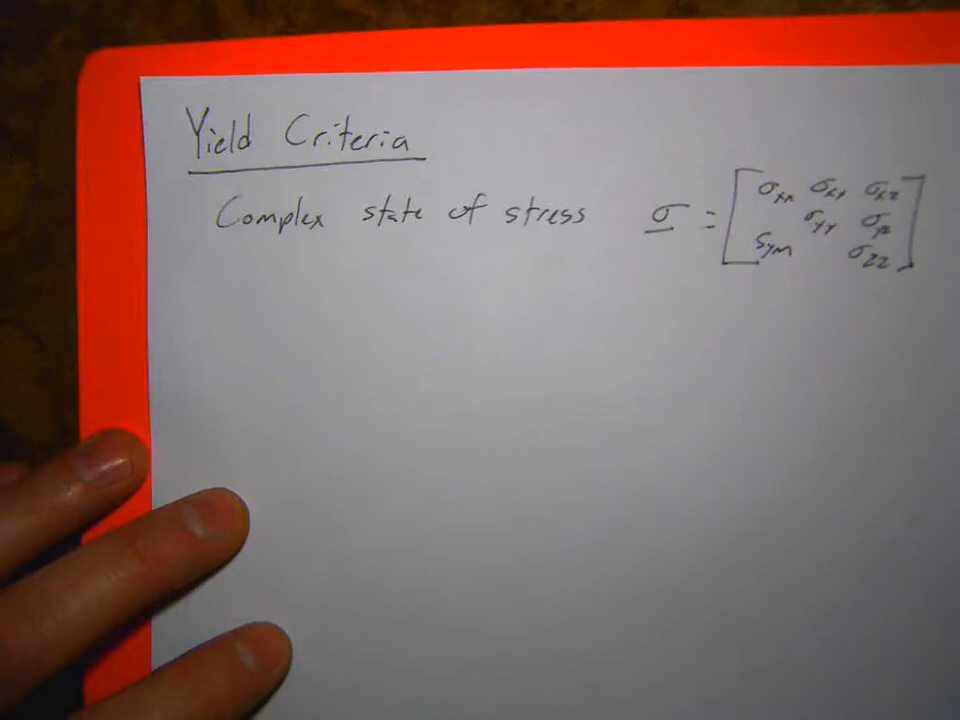 Yield Criteria
Complex state of stress σ = [σxx σxy σxz
σyy σyz
Sym σzz]